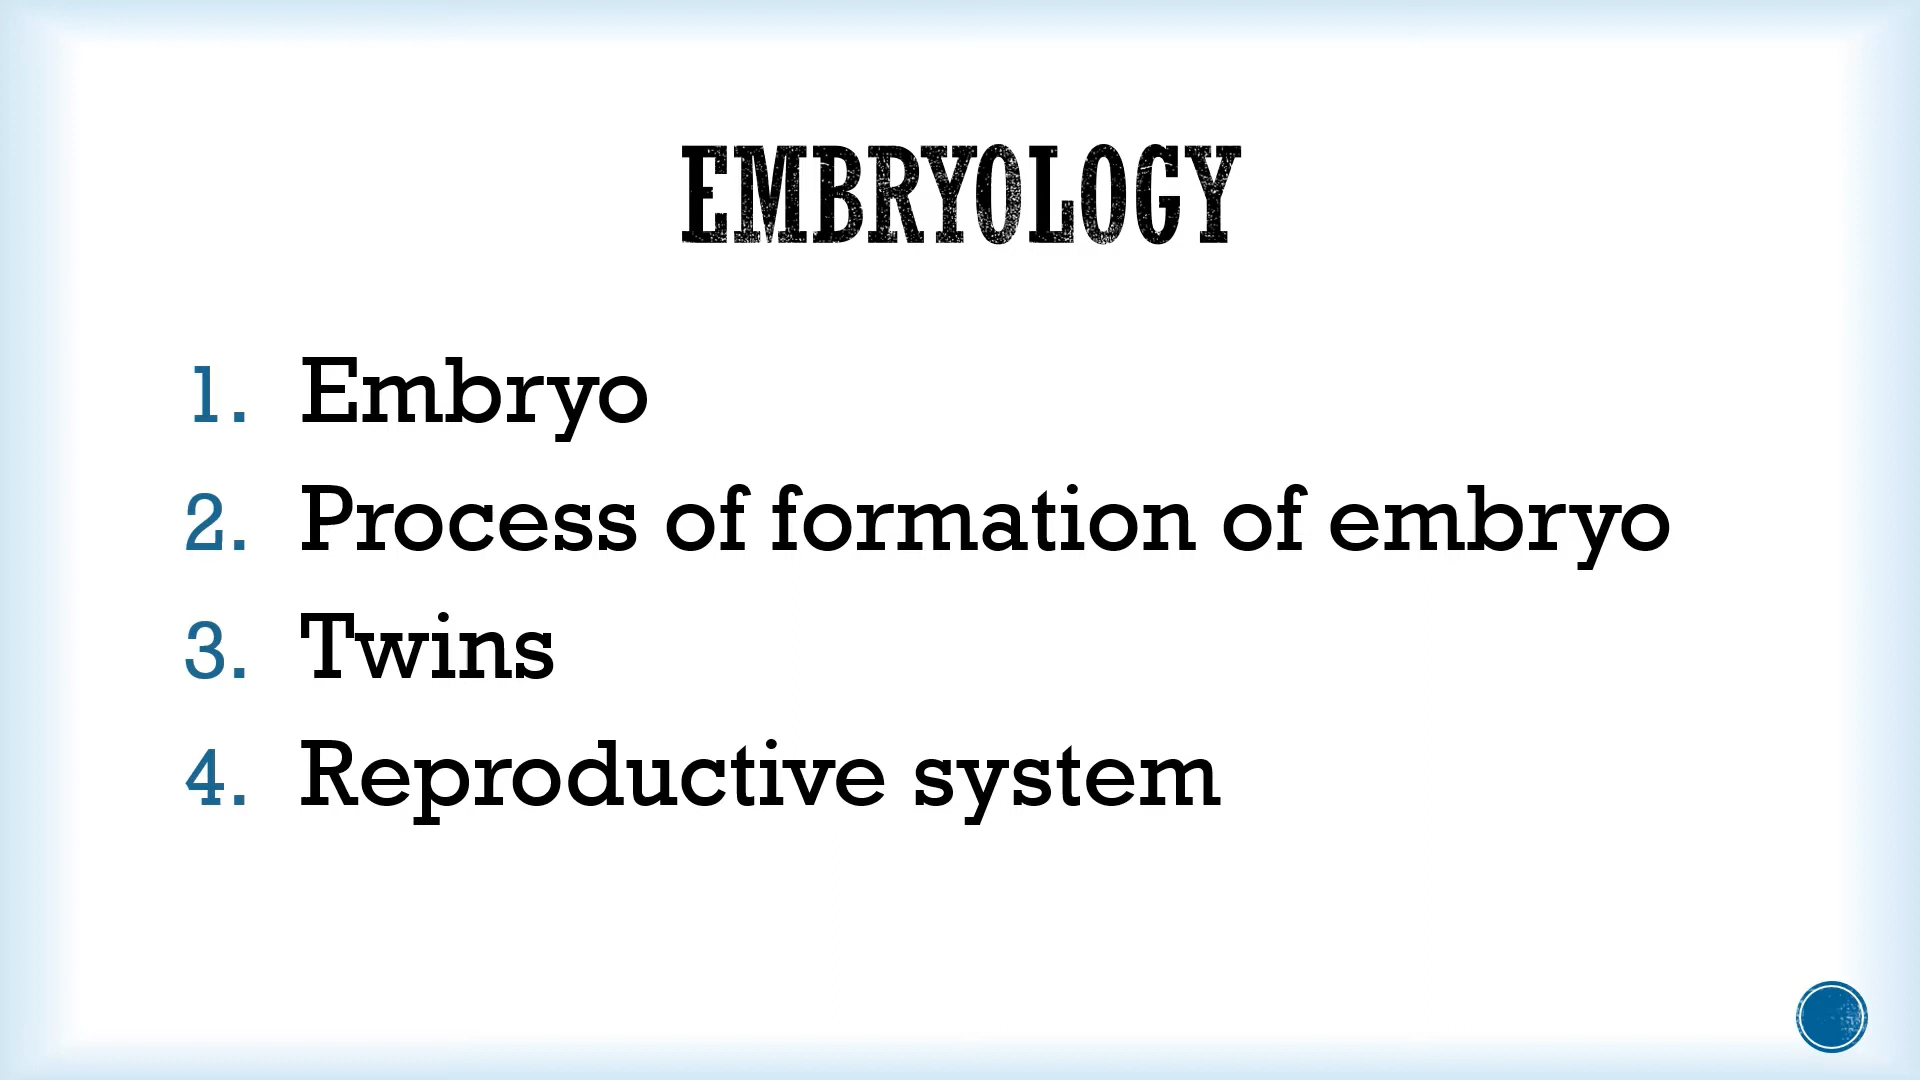 EMBRYOLOGY
1. Embryo
2. Process of formation of embryo
3. Twins
4. Reproductive system